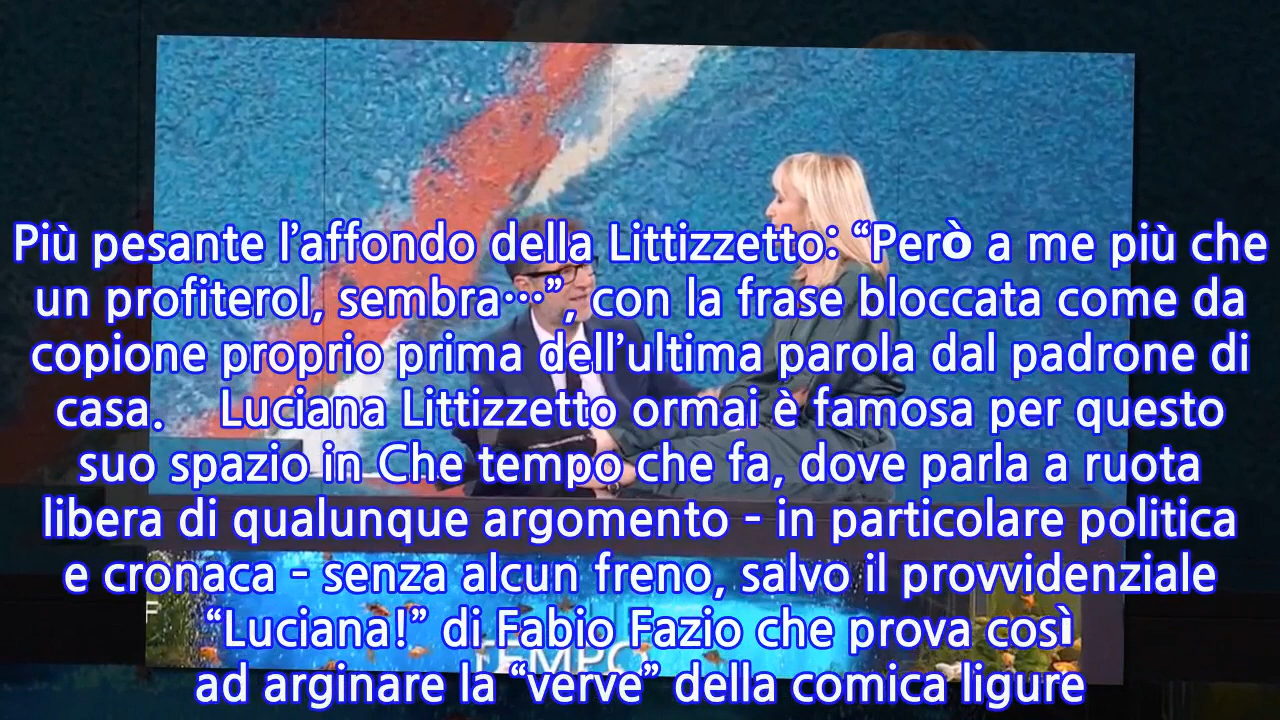 Più pesante l’affondo della Littizzetto: “Però a me più che
un profiterol, sembra…”, con la frase bloccata come da
copione proprio prima dell’ultima parola dal padrone di
casa. Luciana Littizzetto ormai è famosa per questo
suo spazio in Che tempo che fa, dove parla a ruota
libera di qualunque argomento - in particolare politica
e cronaca - senza alcun freno, salvo il provvidenziale
F
“Luciana!” di Fabio Fazio che prova così
TEMPO
ad arginare la “verve” della comica ligure